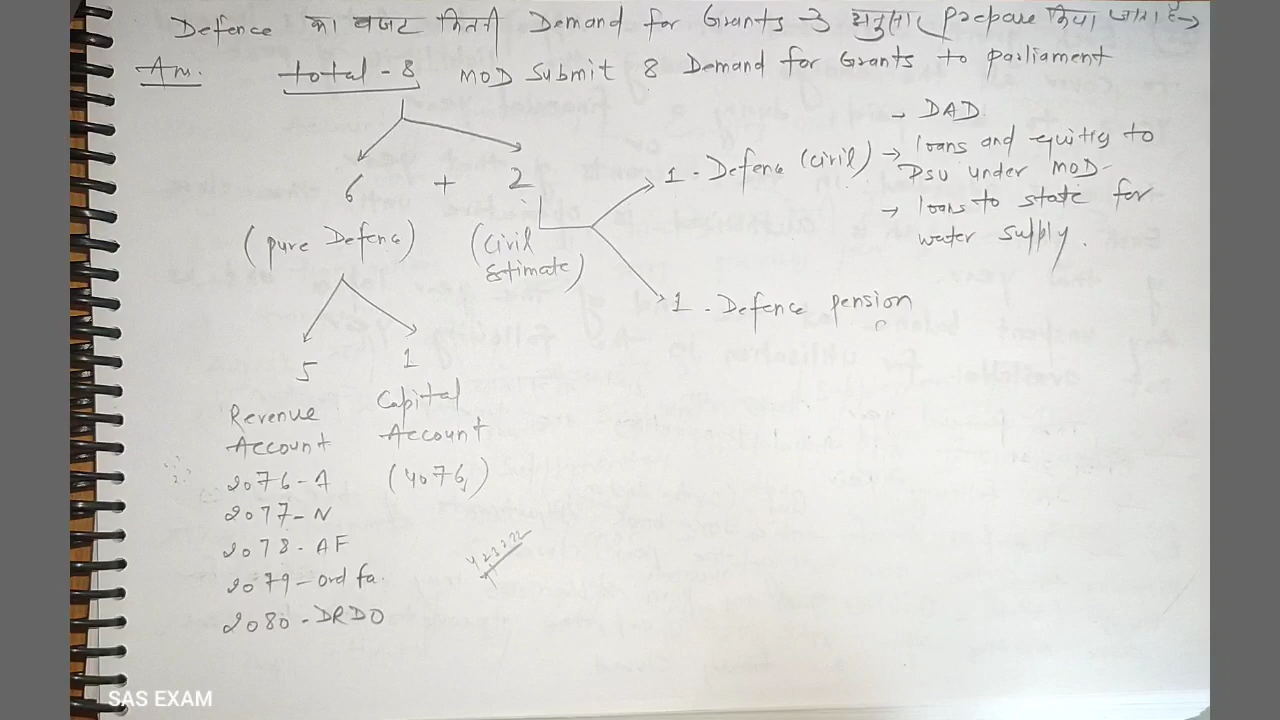 Defence का बजट कितनी Demand for Grants के अनुसार prepare किया जाता है →
Ans. total - 8 MOD Submit 8 Demand for Grants to parliament
→ DAD
6 + 2
1 - Defence (civil) → loans and equitry to
PSU under MOD-
→ loans to state for
water supply.
(pure Defence) (civil
Estimate)
1 - Defence pension
5 1
Revenue Capital
Account Account
2076 - A (4076)
2077 - N
2078 - AF
2079 - ord fa.
2080 - DRDO
SAS EXAM